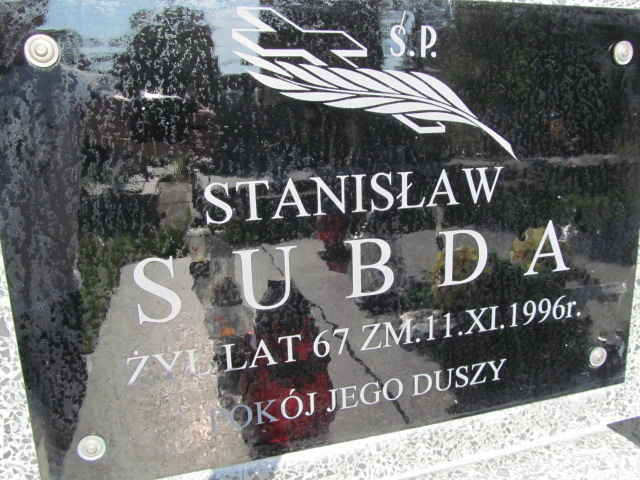 Ś.P.
STANISŁAW
SUBDA
ŻYŁ LAT 67 ZM.11.XI.1996r.
POKÓJ JEGO DUSZY